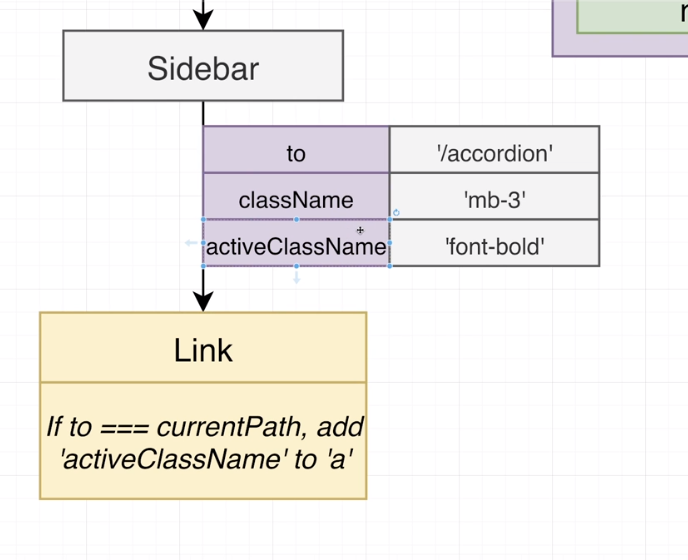 Sidebar
to '/accordion'
className 'mb-3'
activeClassName 'font-bold'
Link
If to === currentPath, add
'activeClassName' to 'a'